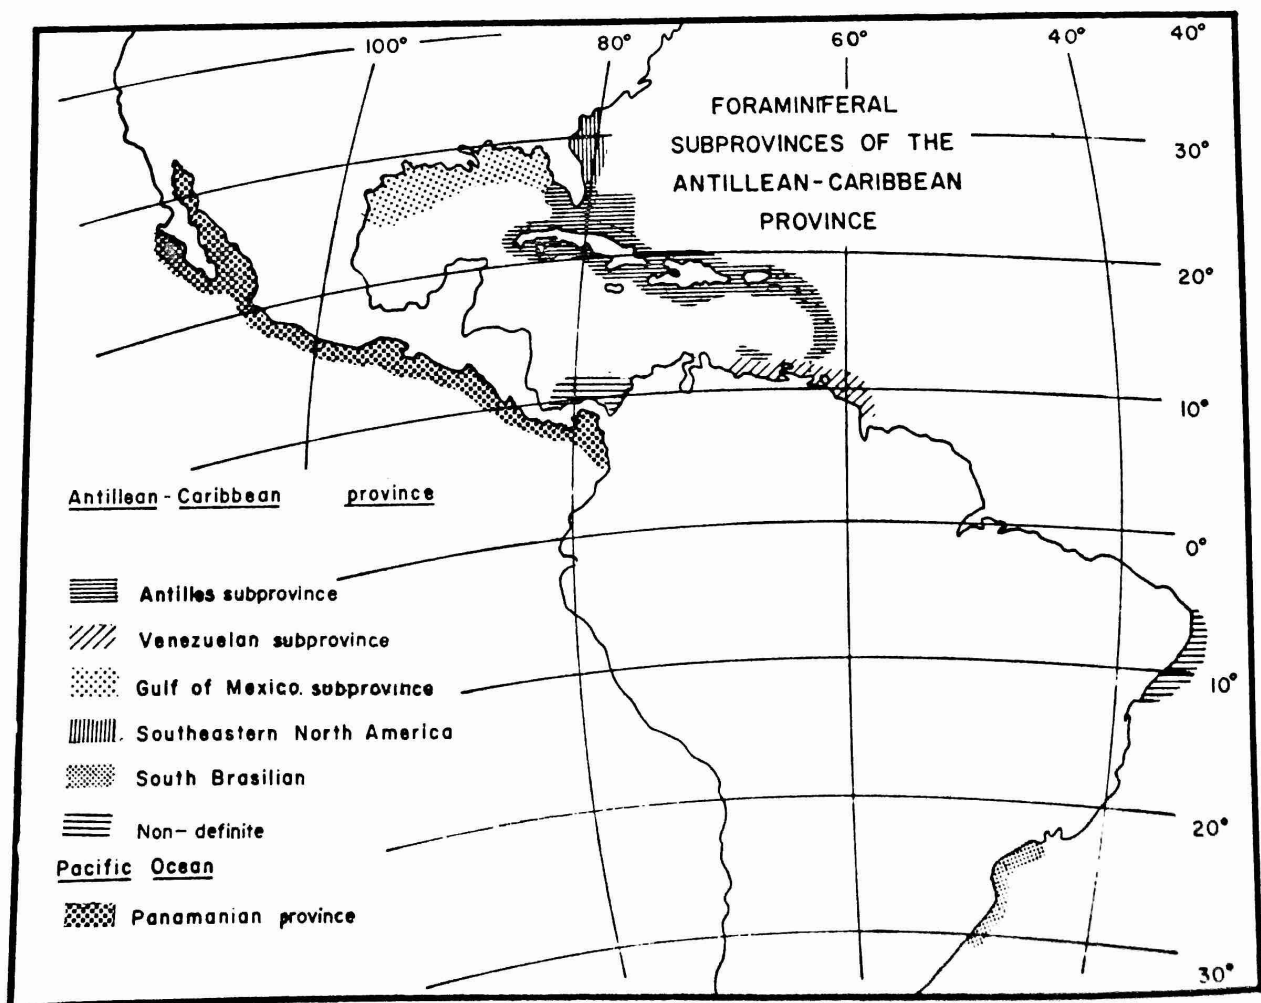 100°
80°
60°
40°
40°
FORAMINIFERAL
SUBPROVINCES OF THE
ANTILLEAN-CARIBBEAN
PROVINCE
30°
20°
10°
0°
10°
20°
30°
Antillean - Caribbean province
Antilles subprovince
Venezuelan subprovince
Gulf of Mexico. subprovince
Southeastern North America
South Brasilian
Non- definite
Pacific Ocean
Panamanian province